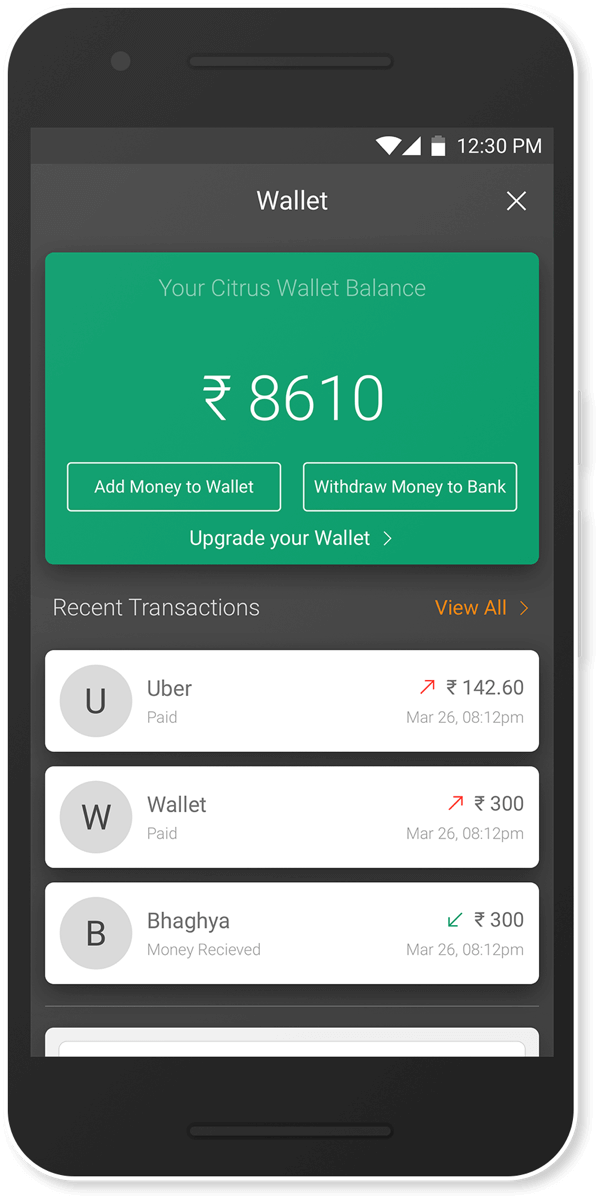 12:30 PM
Wallet
Your Citrus Wallet Balance
₹ 8610
Add Money to Wallet Withdraw Money to Bank
Upgrade your Wallet >
Recent Transactions View All >
U Uber ₹ 142.60
Paid Mar 26, 08:12pm
W Wallet ₹ 300
Paid Mar 26, 08:12pm
B Bhaghya ₹ 300
Money Recieved Mar 26, 08:12pm